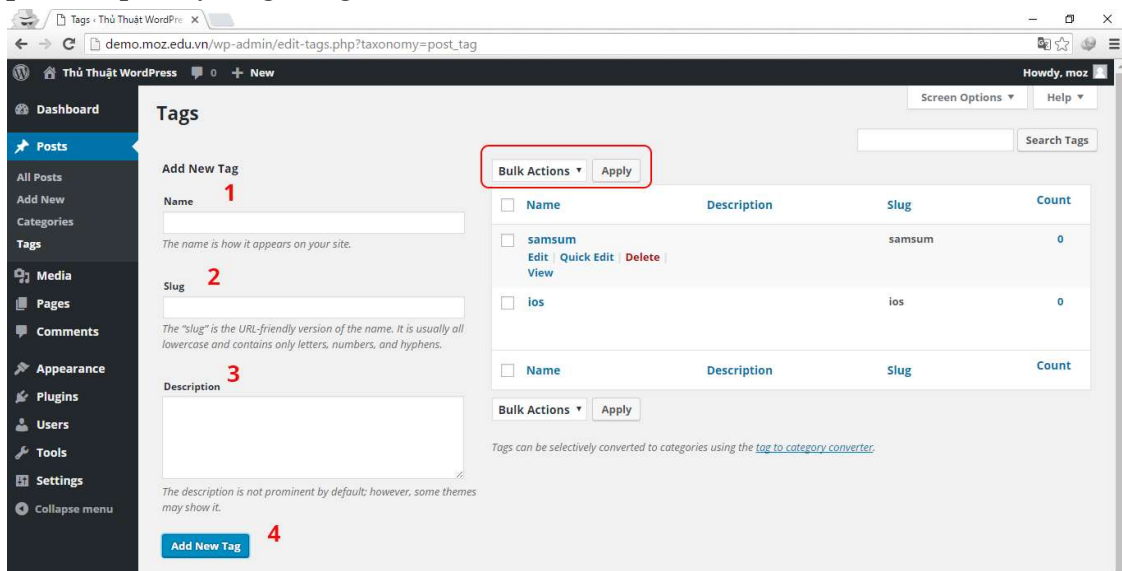 Tags ‹ Thủ Thuật WordPre
demo.moz.edu.vn/wp-admin/edit-tags.php?taxonomy=post_tag
Thủ Thuật WordPress 0 + New Howdy, moz
Dashboard
Posts
All Posts
Add New
Categories
Tags
Media
Pages
Comments
Appearance
Plugins
Users
Tools
Settings
Collapse menu
Screen Options ▼ Help ▼
Tags
Search Tags
Add New Tag
Name 1
The name is how it appears on your site.
Slug 2
The “slug” is the URL-friendly version of the name. It is usually all
lowercase and contains only letters, numbers, and hyphens.
Description 3
The description is not prominent by default; however, some themes
may show it.
Add New Tag 4
Bulk Actions ▼ Apply
Name Description Slug Count
samsum samsum 0
Edit | Quick Edit | Delete |
View
ios ios 0
Name Description Slug Count
Bulk Actions ▼ Apply
Tags can be selectively converted to categories using the tag to category converter.